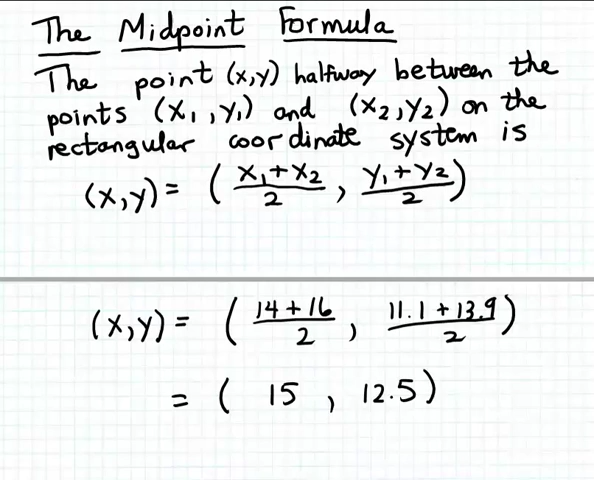 The Midpoint Formula
The point (x,y) halfway between the
points (x₁,y₁) and (x₂,y₂) on the
rectangular coordinate system is
(x,y) = ( x₁+x₂/2 , y₁+y₂/2 )
(x,y) = ( 14+16/2 , 11.1+13.9/2 )
= ( 15 , 12.5 )